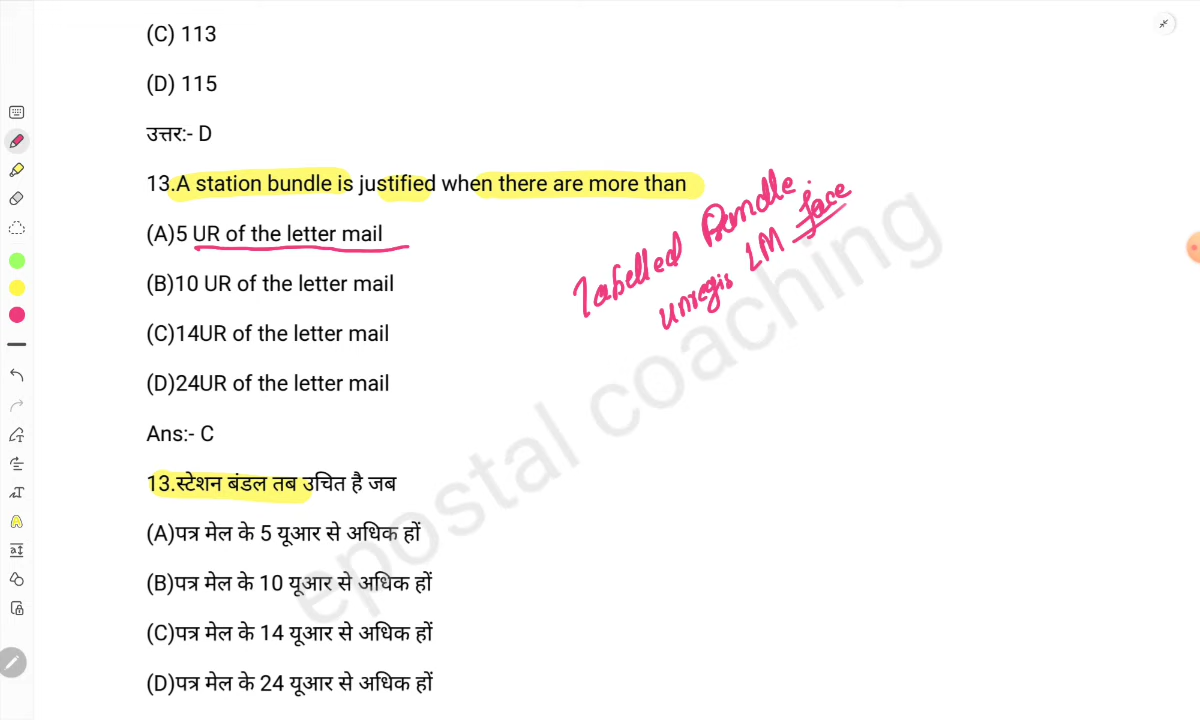 (C) 113
(D) 115
उत्तर:- D
13.A station bundle is justified when there are more than
(A)5 UR of the letter mail
Labelled Bundle
unregis LM face
(B)10 UR of the letter mail
(C)14UR of the letter mail
(D)24UR of the letter mail
Ans:- C
13.स्टेशन बंडल तब उचित है जब
(A)पत्र मेल के 5 यूआर से अधिक हों
(B)पत्र मेल के 10 यूआर से अधिक हों
(C)पत्र मेल के 14 यूआर से अधिक हों
(D)पत्र मेल के 24 यूआर से अधिक हों
epostal coaching